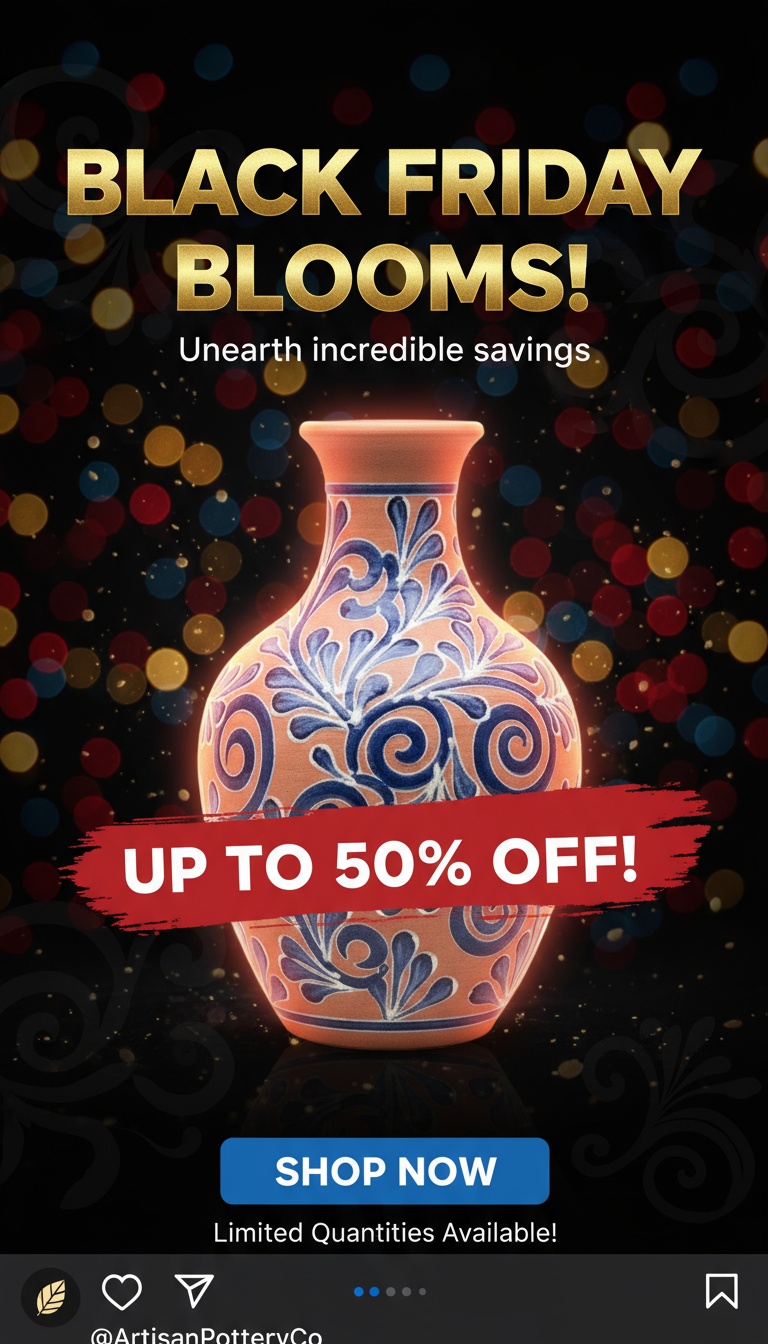 BLACK FRIDAY
BLOOMS!
Unearth incredible savings
UP TO 50% OFF!
SHOP NOW
Limited Quantities Available!
@ArtisanPotteryCo